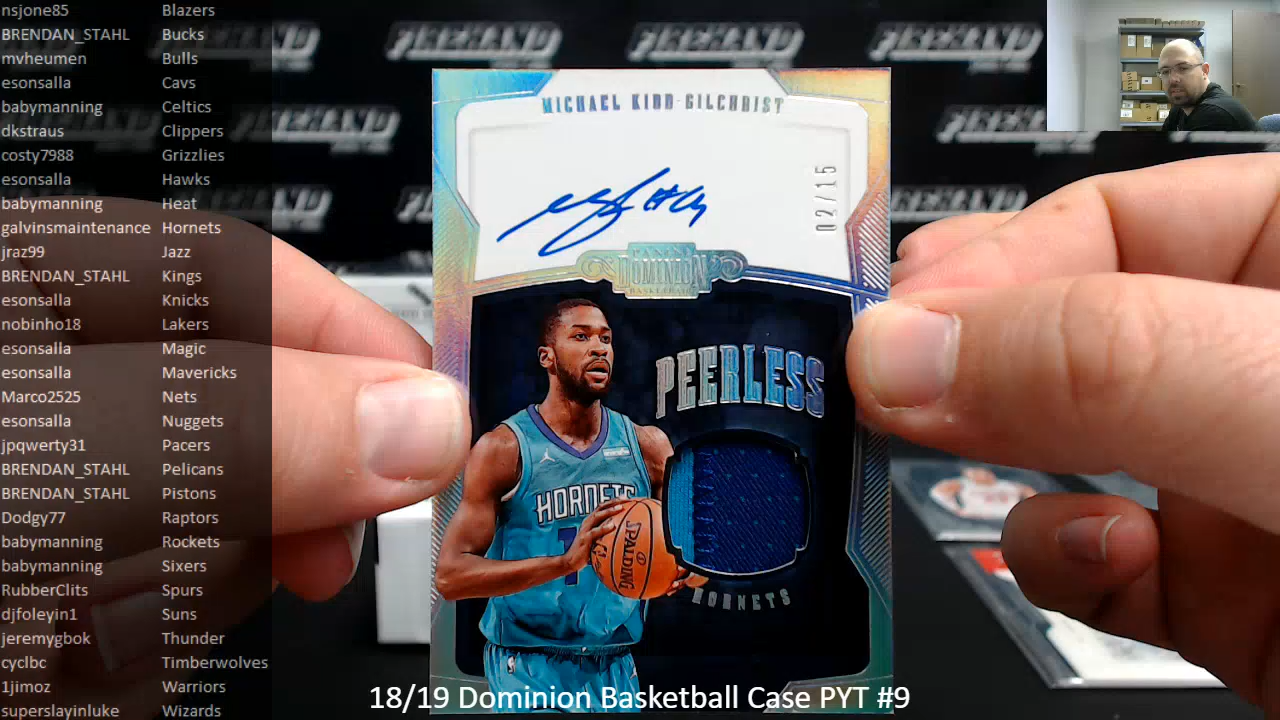 nsjone85 Blazers
BRENDAN_STAHL Bucks
mvheumen Bulls
esonsalla Cavs
babymanning Celtics
dkstraus Clippers
costy7988 Grizzlies
esonsalla Hawks
babymanning Heat
galvinsmaintenance Hornets
jraz99 Jazz
BRENDAN_STAHL Kings
esonsalla Knicks
nobinho18 Lakers
esonsalla Magic
esonsalla Mavericks
Marco2525 Nets
esonsalla Nuggets
jpqwerty31 Pacers
BRENDAN_STAHL Pelicans
BRENDAN_STAHL Pistons
Dodgy77 Raptors
babymanning Rockets
babymanning Sixers
RubberClits Spurs
djfoleyin1 Suns
jeremygbok Thunder
cyclbc Timberwolves
1jimoz Warriors
superslayinluke Wizards
FIREHAND FIREHAND FIREHAND
MICHAEL KIDD-GILCHRIST
02/15
PANINI
DOMINION
BASKETBALL
PEERLESS
HORNETS
SPALDING
HORNETS
18/19 Dominion Basketball Case PYT #9